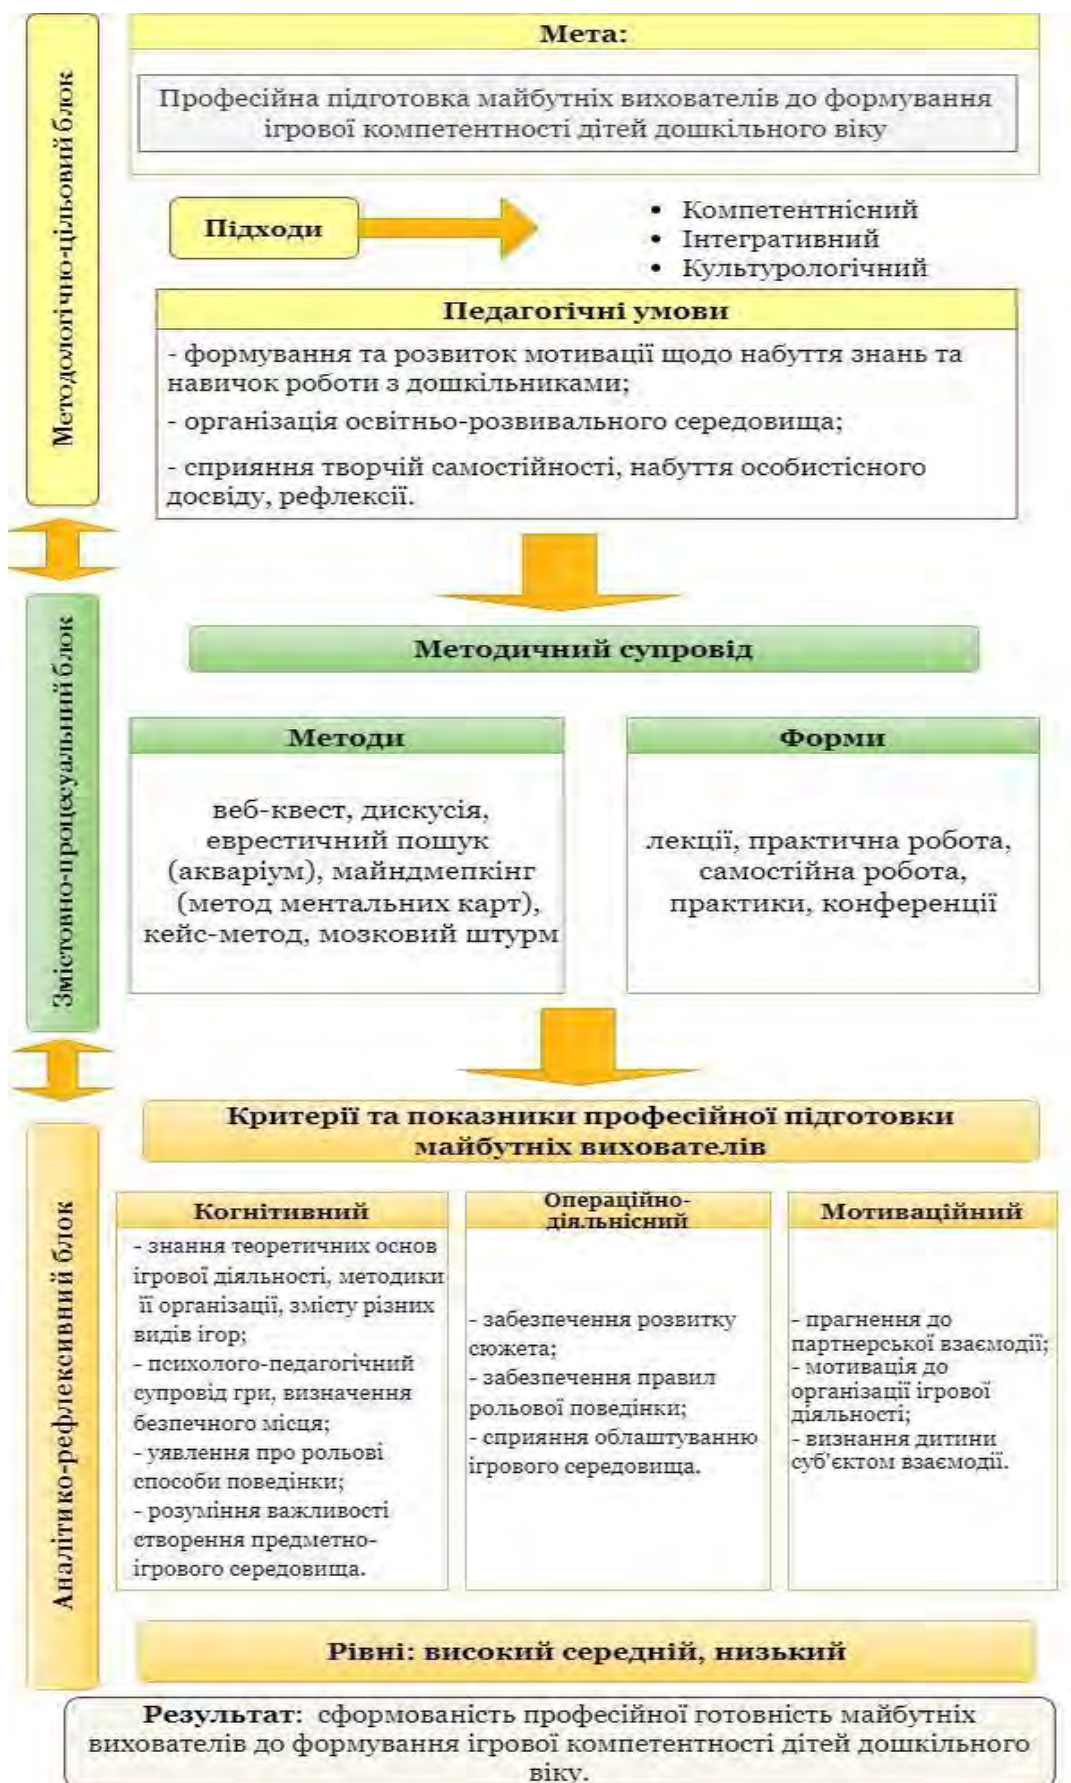 Методологічно-цільовий блок
Мета:
Професійна підготовка майбутніх вихователів до формування
ігрової компетентності дітей дошкільного віку
Підходи
• Компетентнісний
• Інтегративний
• Культурологічний
Педагогічні умови
- формування та розвиток мотивації щодо набуття знань та
навичок роботи з дошкільниками;
- організація освітньо-розвивального середовища;
- сприяння творчій самостійності, набуття особистісного
досвіду, рефлексії.
Змістовно-процесуальний блок
Методичний супровід
Методи
веб-квест, дискусія,
еврестичний пошук
(акваріум), майндмепкінг
(метод ментальних карт),
кейс-метод, мозковий штурм
Форми
лекції, практична робота,
самостійна робота,
практики, конференції
Аналітико-рефлексивний блок
Критерії та показники професійної підготовки
майбутніх вихователів
Когнітивний
- знання теоретичних основ
ігрової діяльності, методики
її організації, змісту різних
видів ігор;
- психолого-педагогічний
супровід гри, визначення
безпечного місця;
- уявлення про рольові
способи поведінки;
- розуміння важливості
створення предметно-
ігрового середовища.
Операційно-
діяльнісний
- забезпечення розвитку
сюжета;
- забезпечення правил
рольової поведінки;
- сприяння облаштуванню
ігрового середовища.
Мотиваційний
- прагнення до
партнерської взаємодії;
- мотивація до
організації ігрової
діяльності;
- визнання дитини
суб'єктом взаємодії.
Рівні: високий середній, низький
Результат: сформованість професійної готовність майбутніх
вихователів до формування ігрової компетентності дітей дошкільного
віку.